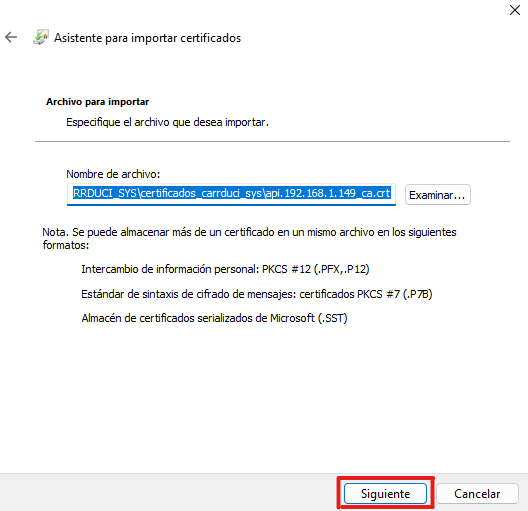 Asistente para importar certificados
Archivo para importar
Especifique el archivo que desea importar.
Nombre de archivo:
RRDUCI_SYS\certificados_carrduci_sys\api.192.168.1.149_ca.crt
Examinar...
Nota. Se puede almacenar más de un certificado en un mismo archivo en los siguientes
formatos:
Intercambio de información personal: PKCS #12 (.PFX,.P12)
Estándar de sintaxis de cifrado de mensajes: certificados PKCS #7 (.P7B)
Almacén de certificados serializados de Microsoft (.SST)
Siguiente
Cancelar